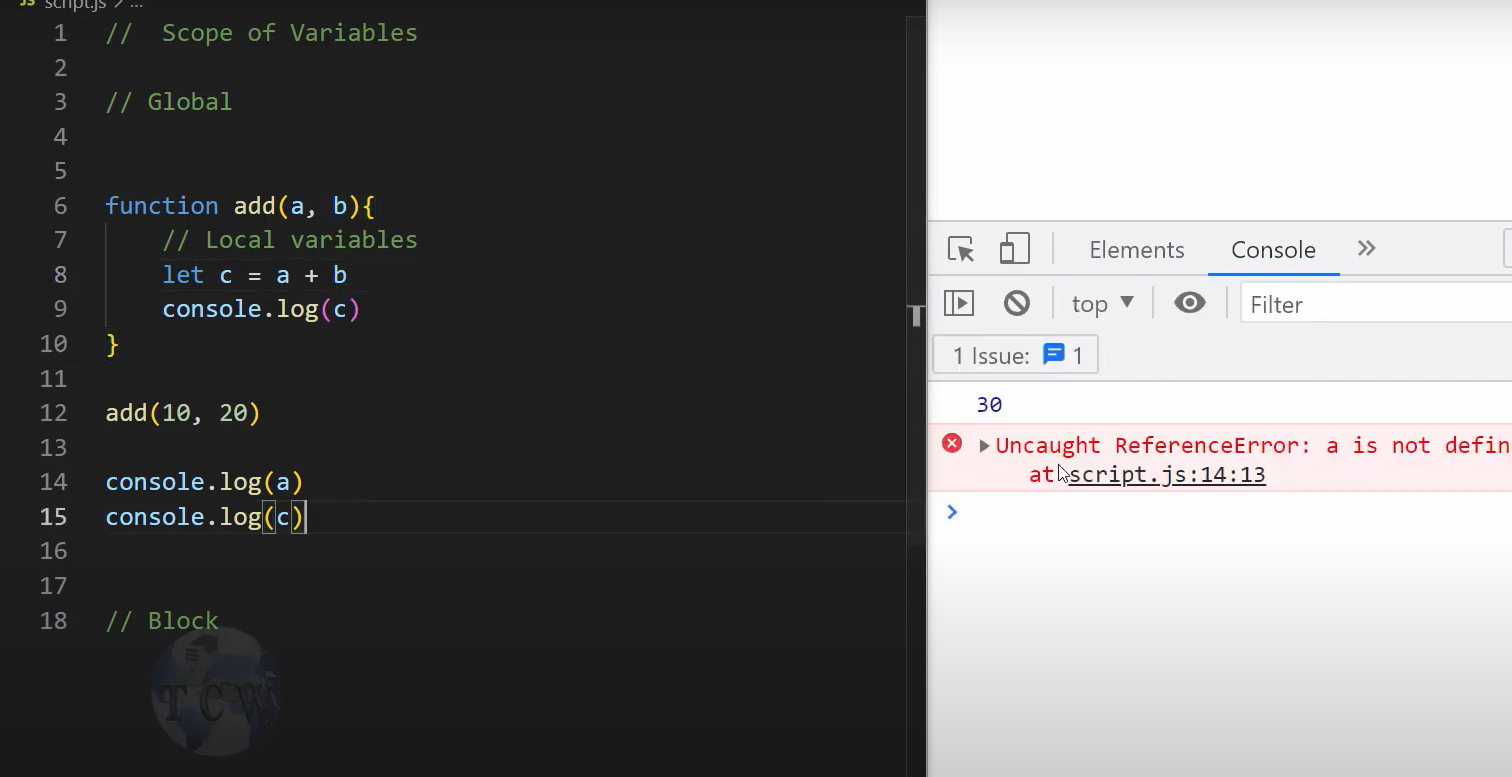 JS script.js > ...
1 //  Scope of Variables
2
3 // Global
4
5
6 function add(a, b){
7 // Local variables
8 let c = a + b
9 console.log(c)
10 }
11
12 add(10, 20)
13
14 console.log(a)
15 console.log(c)
16
17
18 // Block
TCW
T
Elements Console »
top ▼ Filter
1 Issue: 1
30
Uncaught ReferenceError: a is not defin
at script.js:14:13
>